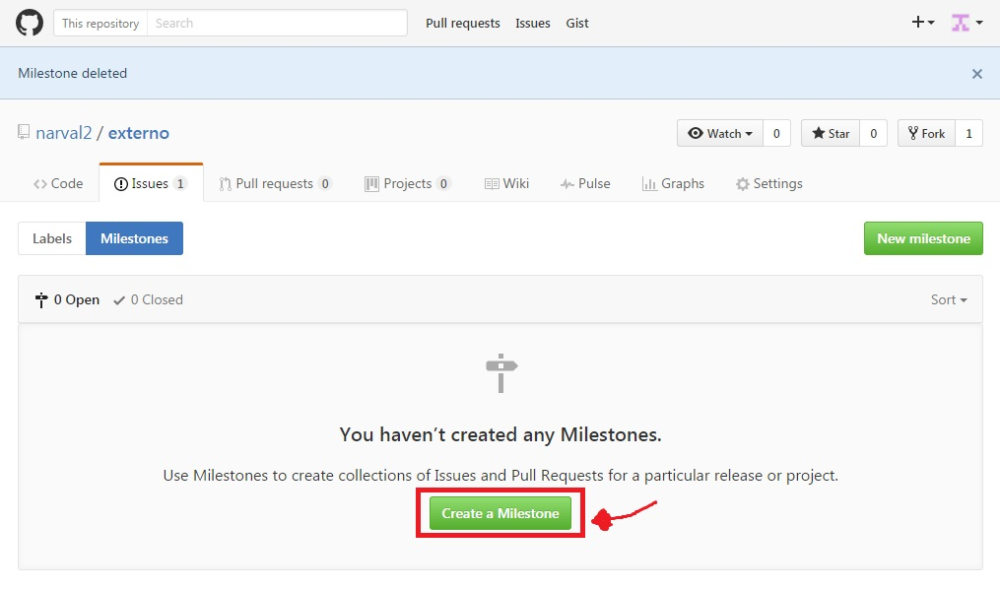 This repository Search Pull requests Issues Gist
Milestone deleted
narval2 / externo Watch 0 Star 0 Fork 1
Code Issues 1 Pull requests 0 Projects 0 Wiki Pulse Graphs Settings
Labels Milestones New milestone
0 Open 0 Closed Sort
You haven’t created any Milestones.
Use Milestones to create collections of Issues and Pull Requests for a particular release or project.
Create a Milestone